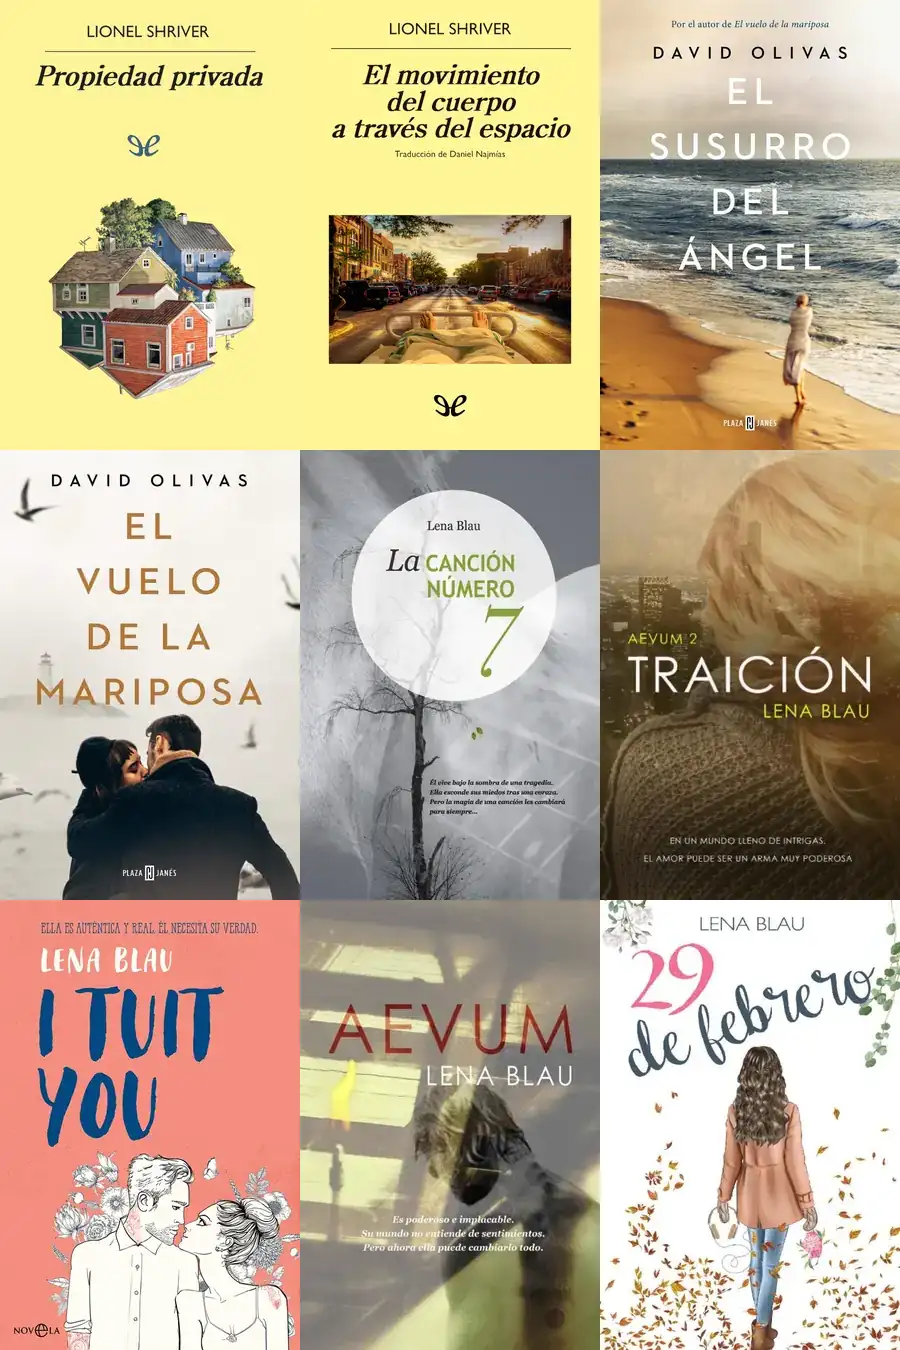 LIONEL SHRIVER
Propiedad privada
LIONEL SHRIVER
El movimiento
del cuerpo
a través del espacio
Traducción de Daniel Najmías
Por el autor de El vuelo de la mariposa
DAVID OLIVAS
EL
SUSURRO
DEL
ÁNGEL
PLAZA JANÉS
DAVID OLIVAS
EL
VUELO
DE LA
MARIPOSA
PLAZA JANÉS
Lena Blau
La CANCIÓN
NÚMERO
7
Él vive bajo la sombra de una tragedia.
Ella esconde sus miedos tras una coraza.
Pero la magia de una canción les cambiará
para siempre...
AEVUM 2
TRAICIÓN
LENA BLAU
EN UN MUNDO LLENO DE INTRIGAS,
EL AMOR PUEDE SER UN ARMA MUY PODEROSA
ELLA ES AUTÉNTICA Y REAL. ÉL NECESITA SU VERDAD.
LENA BLAU
I TUIT
YOU
NOVELA
AEVUM
LENA BLAU
Es poderoso e implacable.
Su mundo no entiende de sentimientos.
Pero ahora ella puede cambiarlo todo.
LENA BLAU
29
de febrero